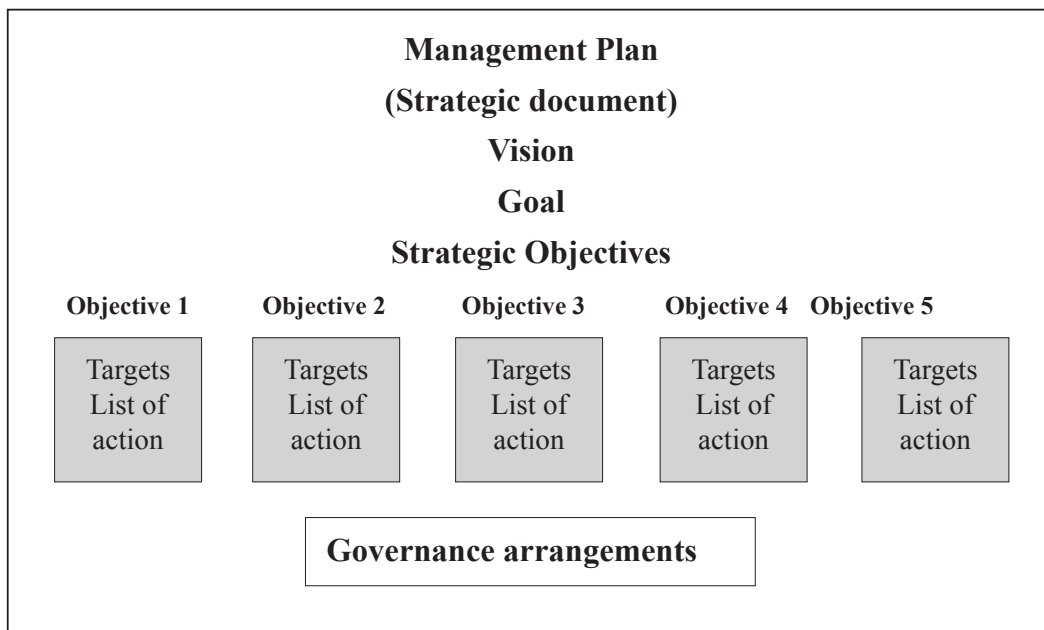 Management Plan
(Strategic document)
Vision
Goal
Strategic Objectives
Objective 1 Objective 2 Objective 3 Objective 4 Objective 5
Targets
List of
action
Targets
List of
action
Targets
List of
action
Targets
List of
action
Targets
List of
action
Governance arrangements